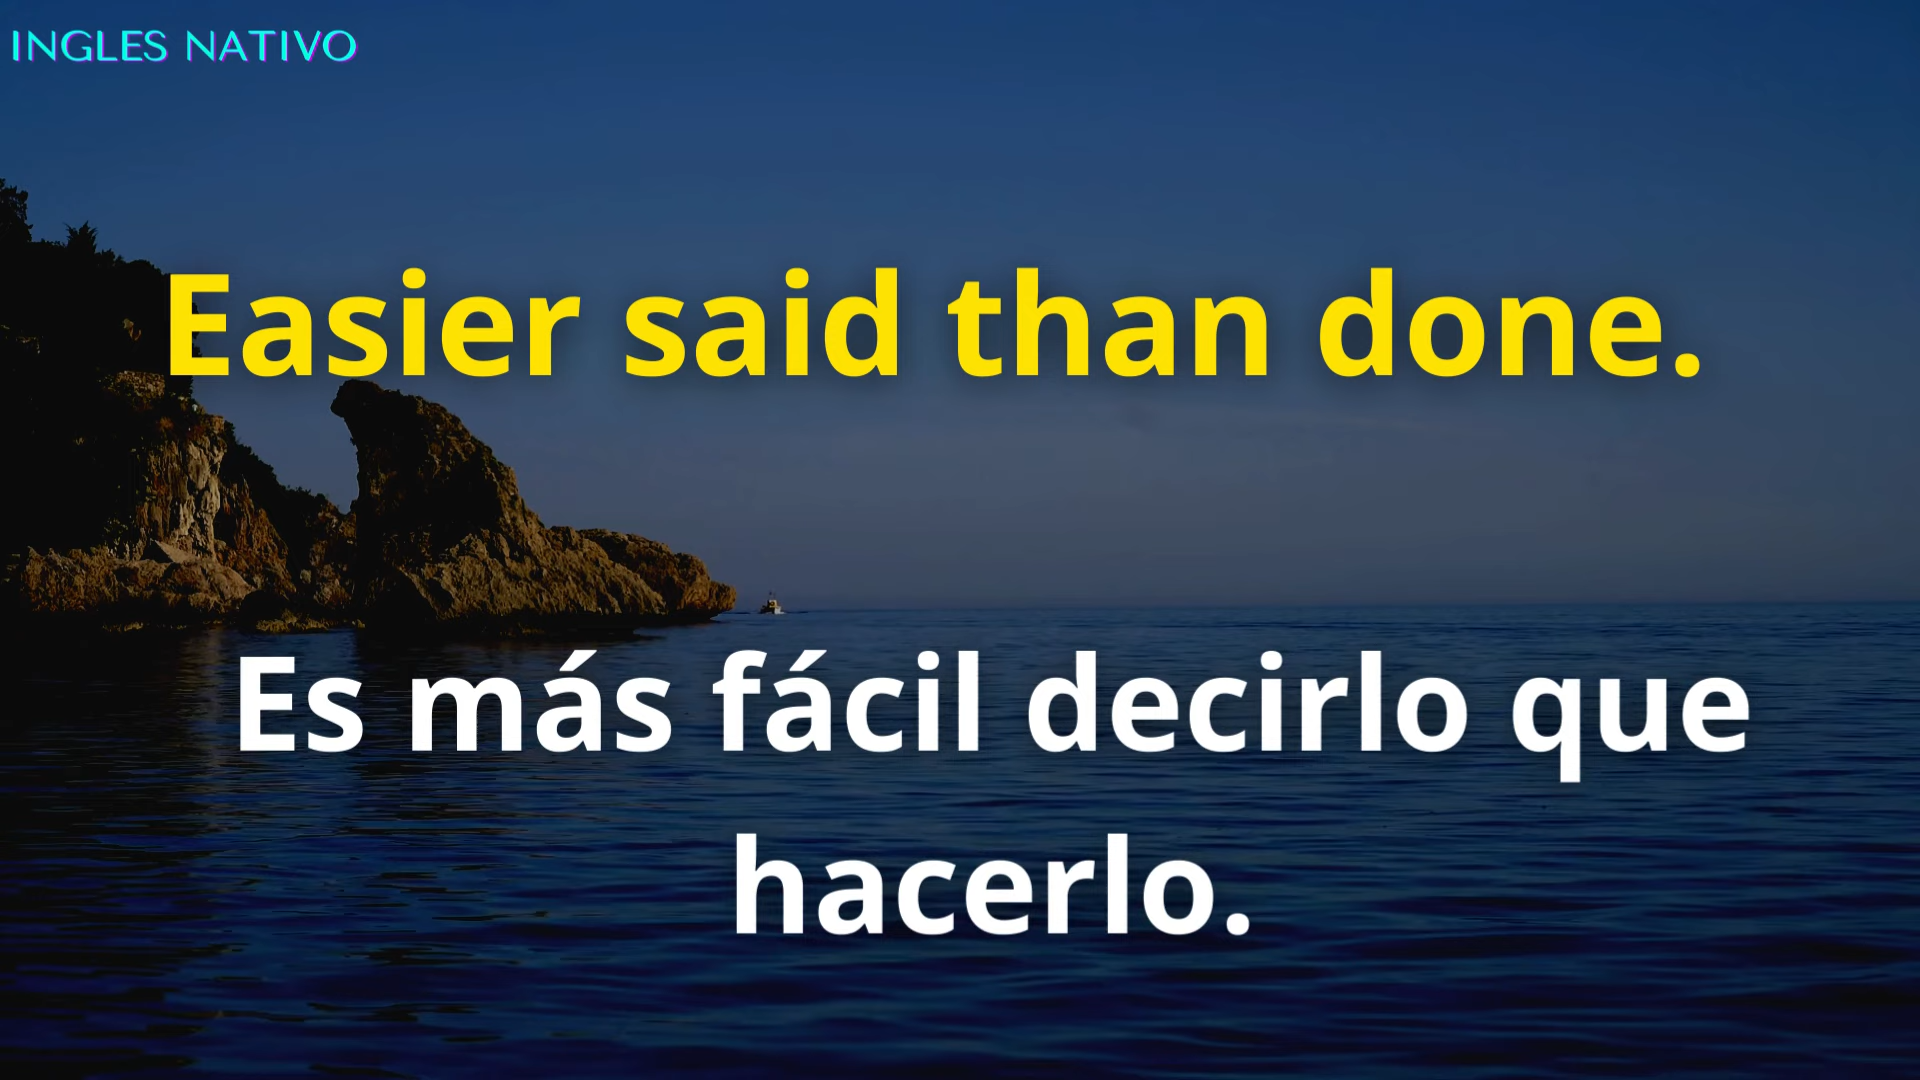 INGLES NATIVO
Easier said than done.
Es más fácil decirlo que
hacerlo.